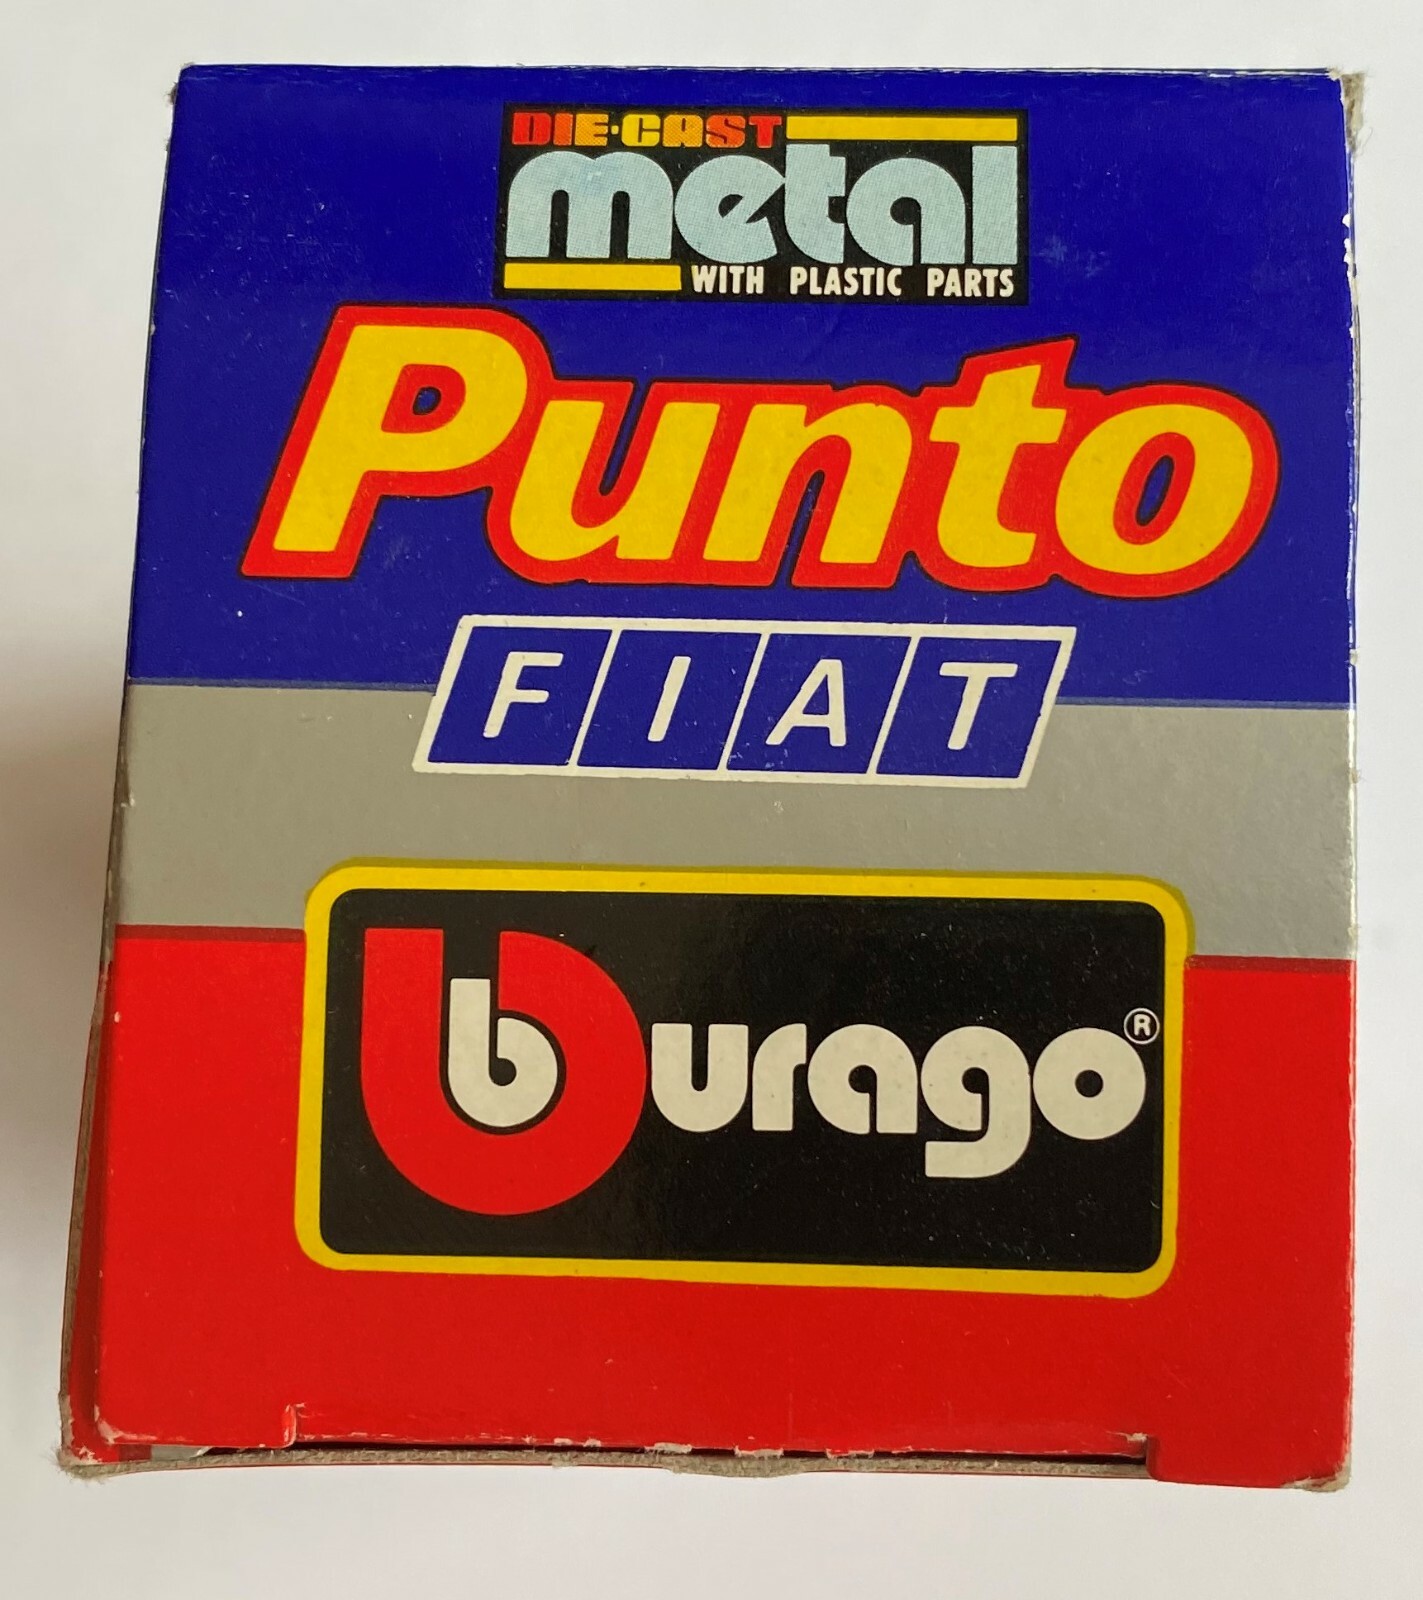 DIE·CAST
metal
WITH PLASTIC PARTS
Punto
FIAT
burago®